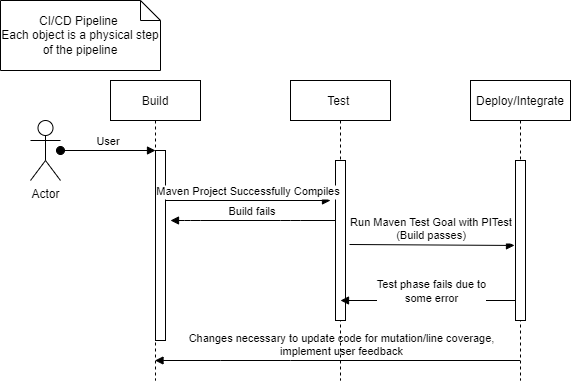 CI/CD Pipeline
Each object is a physical step
of the pipeline
Build
Test
Deploy/Integrate
User
Actor
Maven Project Successfully Compiles
Build fails
Run Maven Test Goal with PITest
(Build passes)
Test phase fails due to
some error
Changes necessary to update code for mutation/line coverage,
implement user feedback